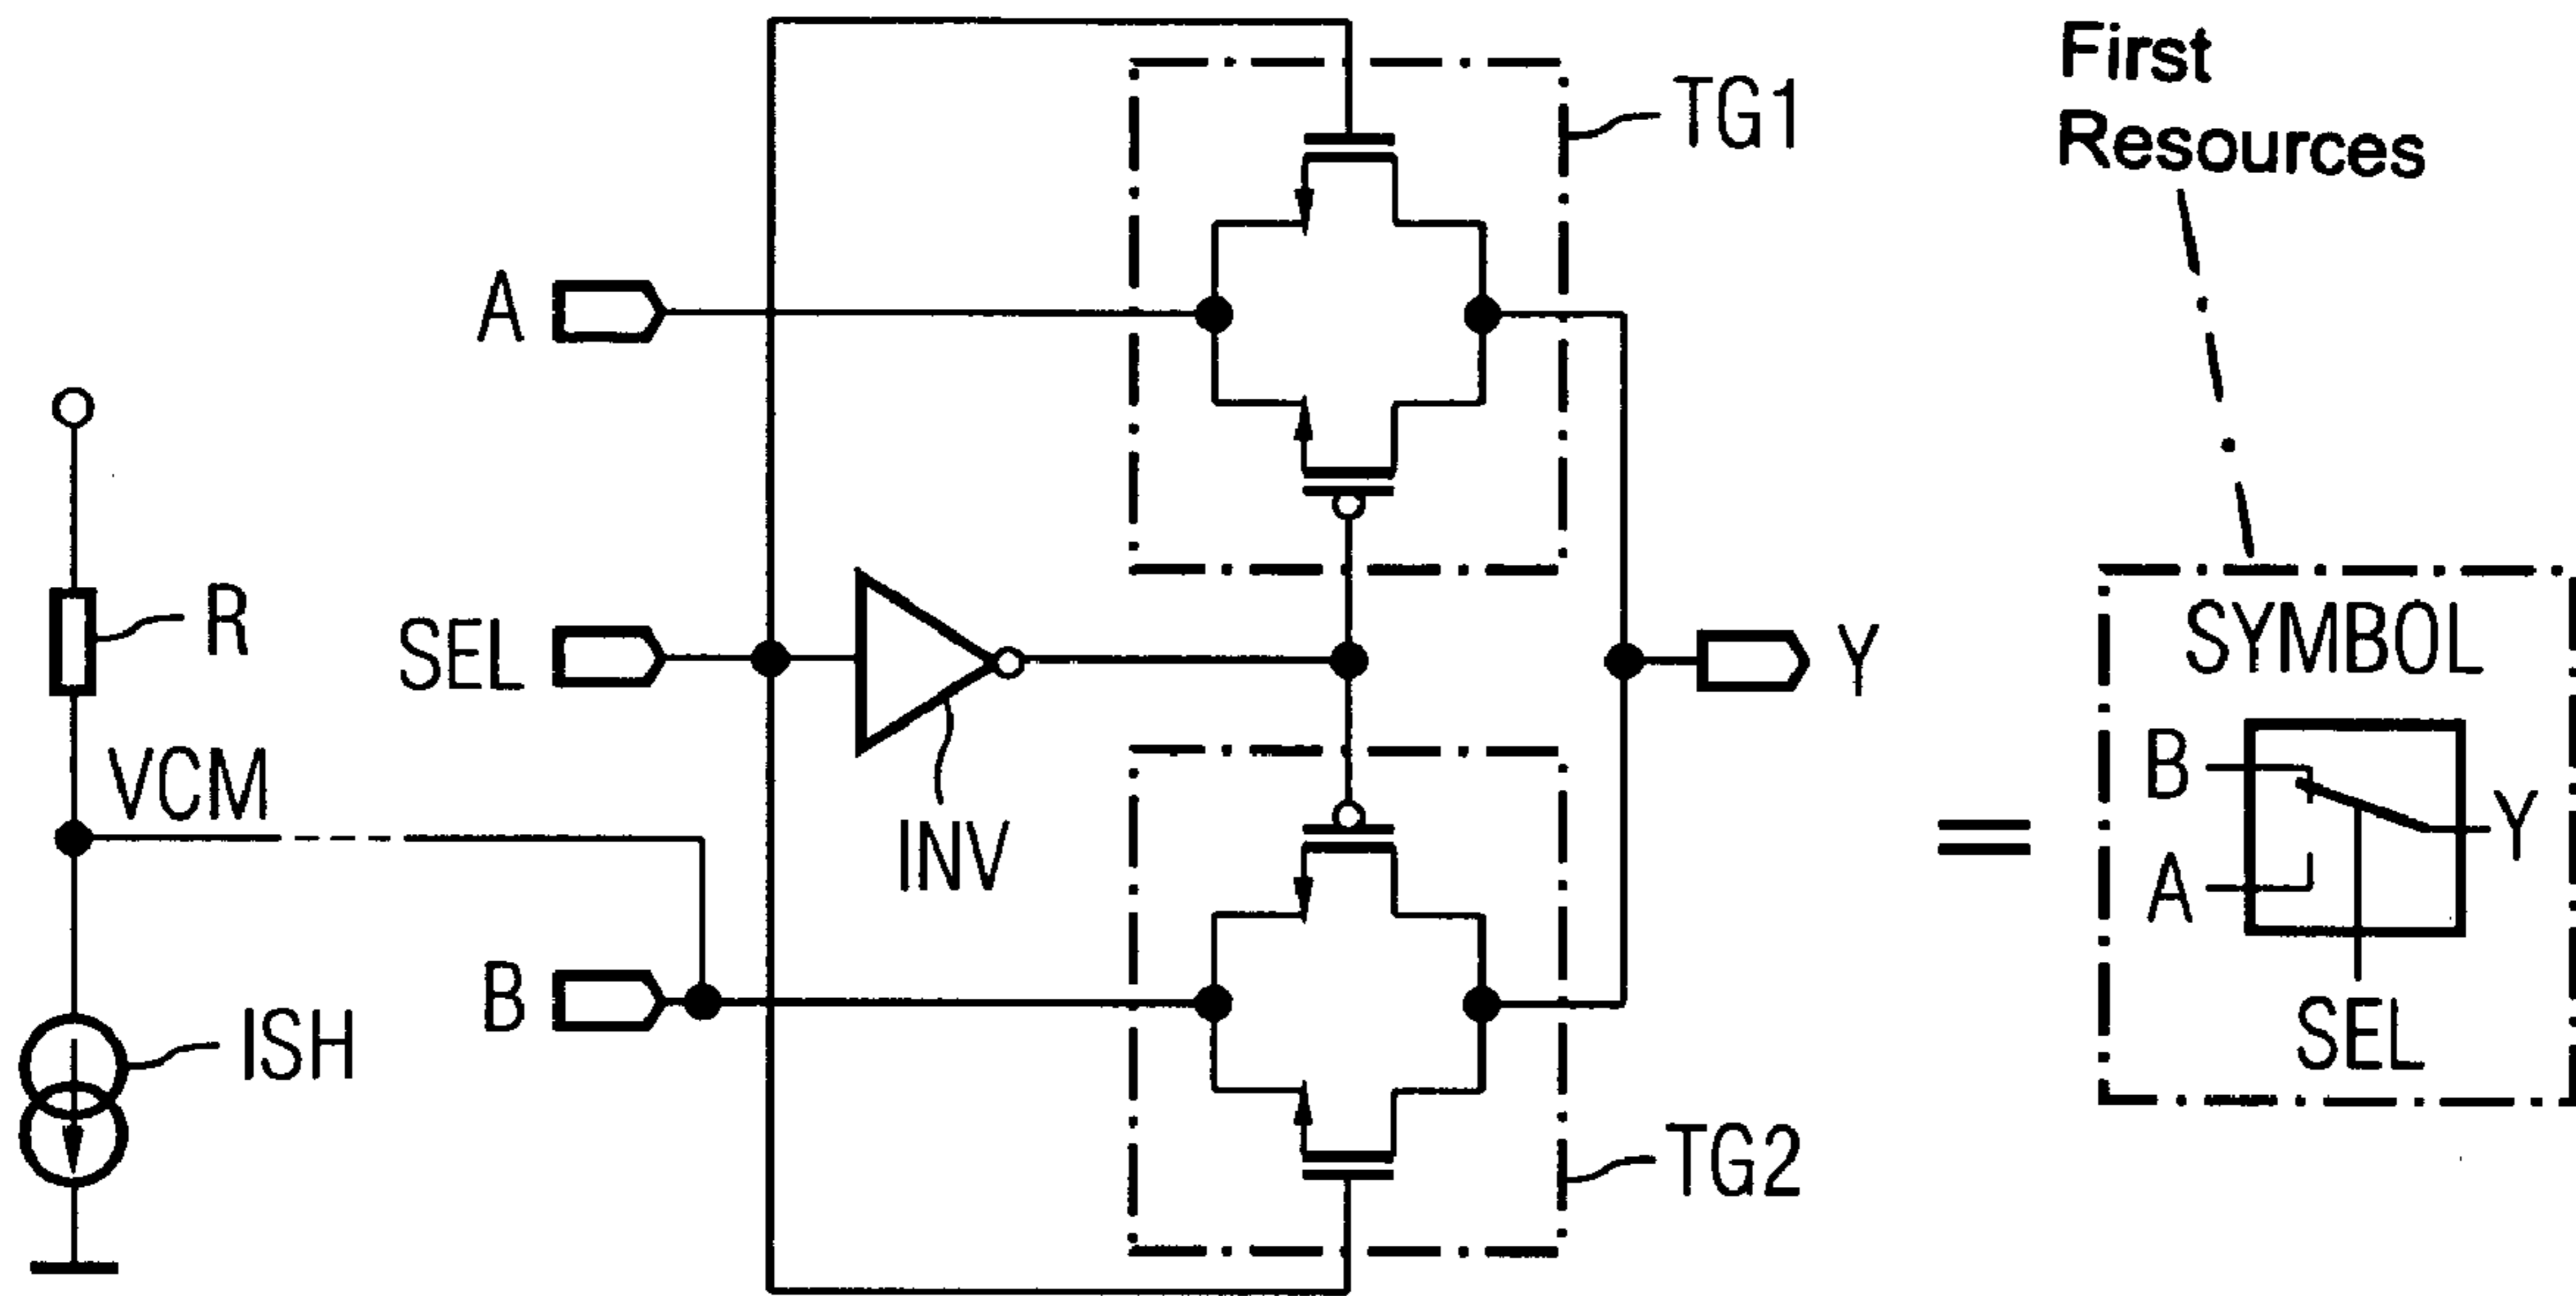 First
Resources
TG1
A
R
SEL
Y
SYMBOL
VCM
INV
B
A
Y
B
ISH
SEL
TG2